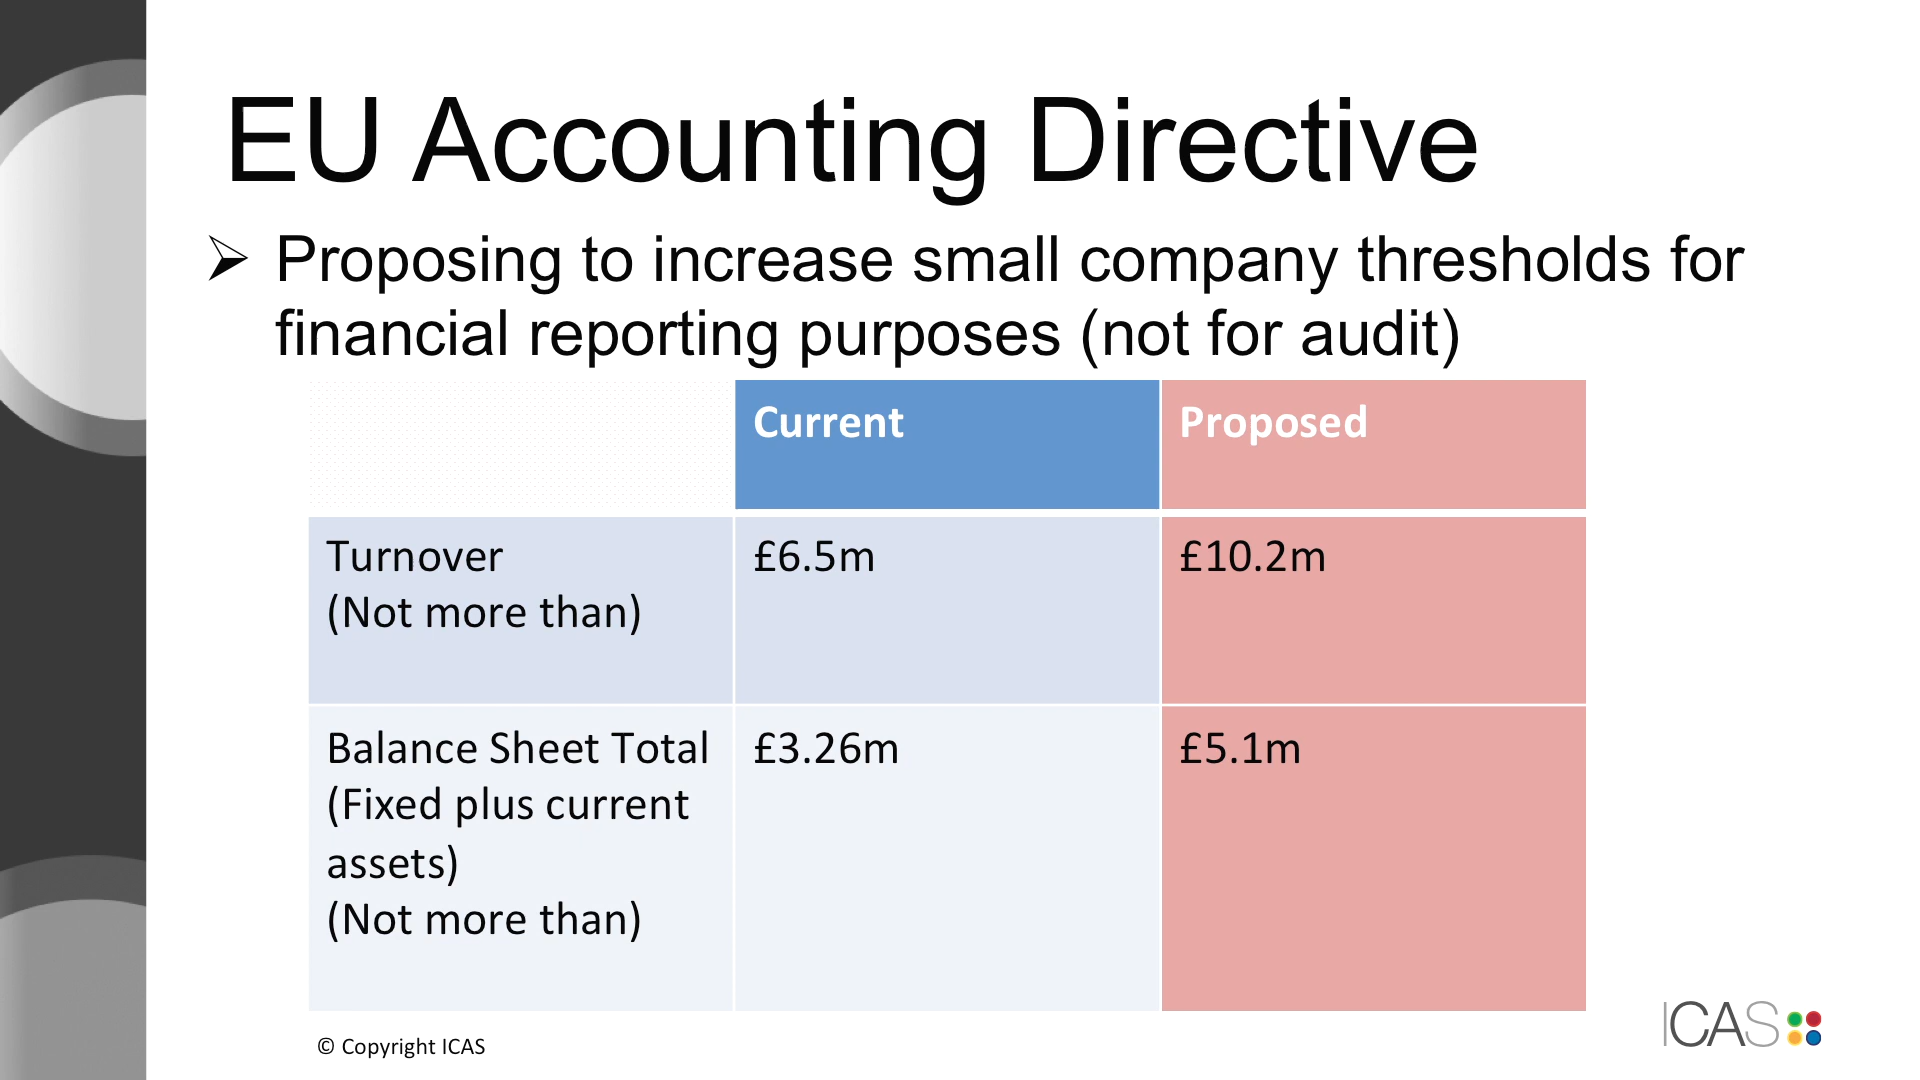 EU Accounting Directive
➢ Proposing to increase small company thresholds for
financial reporting purposes (not for audit)
Current
Proposed
Turnover
(Not more than)
£6.5m
£10.2m
Balance Sheet Total
(Fixed plus current
assets)
(Not more than)
£3.26m
£5.1m
© Copyright ICAS
ICAS